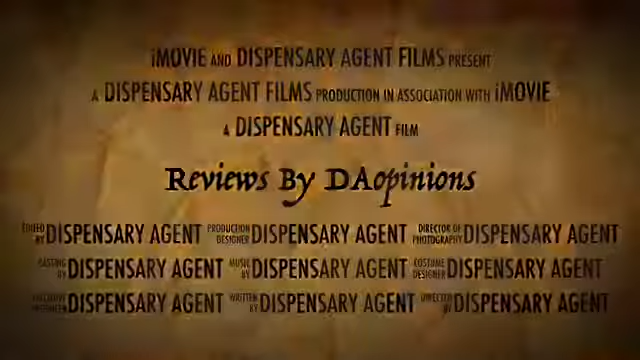 iMOVIE AND DISPENSARY AGENT FILMS PRESENT
A DISPENSARY AGENT FILMS PRODUCTION IN ASSOCIATION WITH iMOVIE
A DISPENSARY AGENT FILM
Reviews By DAopinions
EDITED BY DISPENSARY AGENT PRODUCTION DESIGNER DISPENSARY AGENT DIRECTOR OF PHOTOGRAPHY DISPENSARY AGENT
CASTING BY DISPENSARY AGENT MUSIC BY DISPENSARY AGENT COSTUME DESIGNER DISPENSARY AGENT
EXECUTIVE PRODUCER DISPENSARY AGENT WRITTEN BY DISPENSARY AGENT DIRECTED BY DISPENSARY AGENT